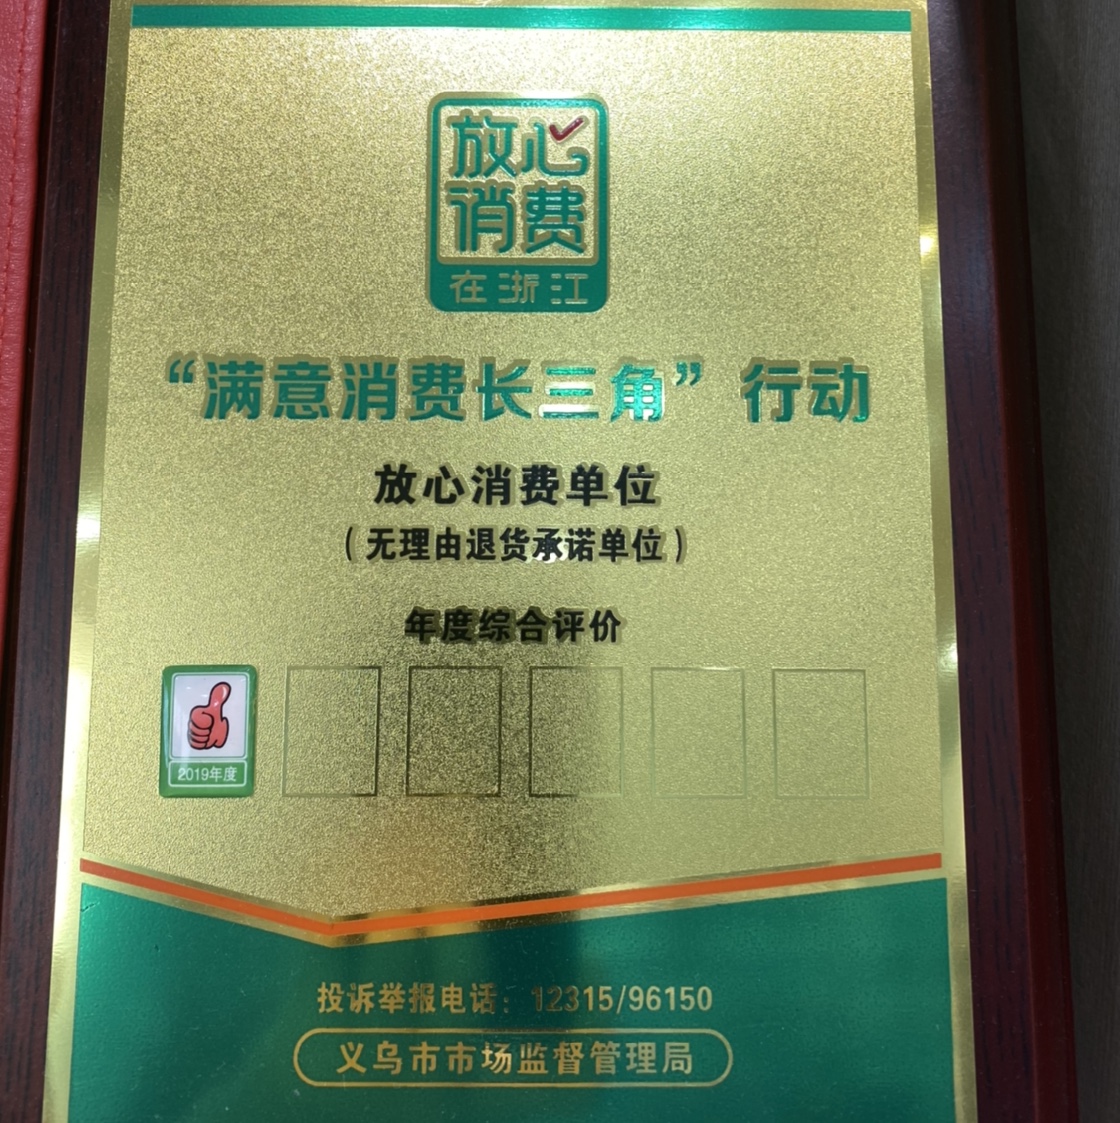 放心
消费
在浙江
“满意消费长三角”行动
放心消费单位
（无理由退货承诺单位）
年度综合评价
2019年度
投诉举报电话：12315/96150
义乌市市场监督管理局